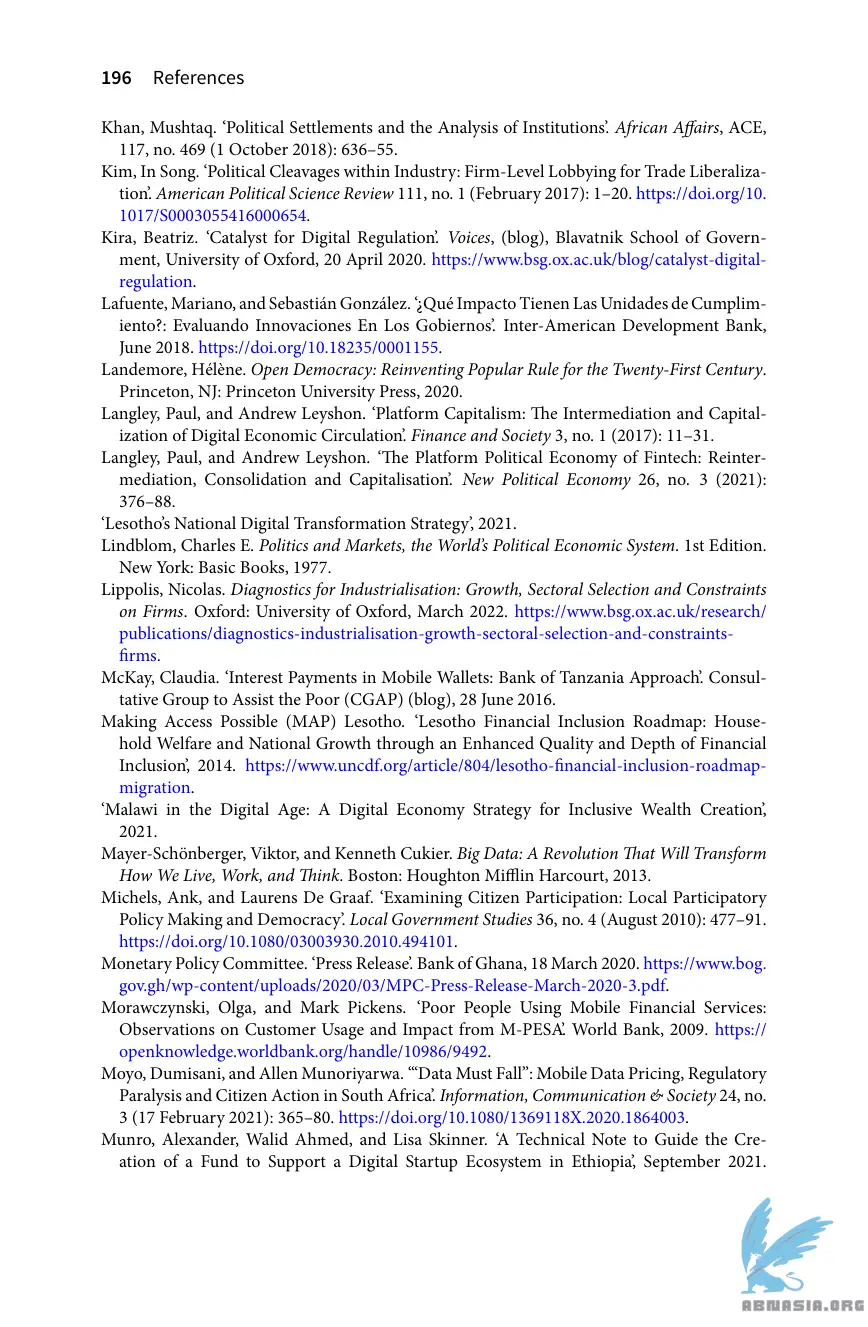 196 References
Khan, Mushtaq. ‘Political Settlements and the Analysis of Institutions’. African Affairs, ACE,
117, no. 469 (1 October 2018): 636–55.
Kim, In Song. ‘Political Cleavages within Industry: Firm-Level Lobbying for Trade Liberaliza-
tion’. American Political Science Review 111, no. 1 (February 2017): 1–20. https://doi.org/10.
1017/S0003055416000654.
Kira, Beatriz. ‘Catalyst for Digital Regulation’. Voices, (blog), Blavatnik School of Govern-
ment, University of Oxford, 20 April 2020. https://www.bsg.ox.ac.uk/blog/catalyst-digital-
regulation.
Lafuente, Mariano, and Sebastián González. ‘¿Qué Impacto Tienen Las Unidades de Cumplim-
iento?: Evaluando Innovaciones En Los Gobiernos’. Inter-American Development Bank,
June 2018. https://doi.org/10.18235/0001155.
Landemore, Hélène. Open Democracy: Reinventing Popular Rule for the Twenty-First Century.
Princeton, NJ: Princeton University Press, 2020.
Langley, Paul, and Andrew Leyshon. ‘Platform Capitalism: The Intermediation and Capital-
ization of Digital Economic Circulation’. Finance and Society 3, no. 1 (2017): 11–31.
Langley, Paul, and Andrew Leyshon. ‘The Platform Political Economy of Fintech: Reinter-
mediation, Consolidation and Capitalisation’. New Political Economy 26, no. 3 (2021):
376–88.
‘Lesotho’s National Digital Transformation Strategy’, 2021.
Lindblom, Charles E. Politics and Markets, the World’s Political Economic System. 1st Edition.
New York: Basic Books, 1977.
Lippolis, Nicolas. Diagnostics for Industrialisation: Growth, Sectoral Selection and Constraints
on Firms. Oxford: University of Oxford, March 2022. https://www.bsg.ox.ac.uk/research/
publications/diagnostics-industrialisation-growth-sectoral-selection-and-constraints-
firms.
McKay, Claudia. ‘Interest Payments in Mobile Wallets: Bank of Tanzania Approach’. Consul-
tative Group to Assist the Poor (CGAP) (blog), 28 June 2016.
Making Access Possible (MAP) Lesotho. ‘Lesotho Financial Inclusion Roadmap: House-
hold Welfare and National Growth through an Enhanced Quality and Depth of Financial
Inclusion’, 2014. https://www.uncdf.org/article/804/lesotho-financial-inclusion-roadmap-
migration.
‘Malawi in the Digital Age: A Digital Economy Strategy for Inclusive Wealth Creation’,
2021.
Mayer-Schönberger, Viktor, and Kenneth Cukier. Big Data: A Revolution That Will Transform
How We Live, Work, and Think. Boston: Houghton Mifflin Harcourt, 2013.
Michels, Ank, and Laurens De Graaf. ‘Examining Citizen Participation: Local Participatory
Policy Making and Democracy’. Local Government Studies 36, no. 4 (August 2010): 477–91.
https://doi.org/10.1080/03003930.2010.494101.
Monetary Policy Committee. ‘Press Release’. Bank of Ghana, 18 March 2020. https://www.bog.
gov.gh/wp-content/uploads/2020/03/MPC-Press-Release-March-2020-3.pdf.
Morawczynski, Olga, and Mark Pickens. ‘Poor People Using Mobile Financial Services:
Observations on Customer Usage and Impact from M-PESA’. World Bank, 2009. https://
openknowledge.worldbank.org/handle/10986/9492.
Moyo, Dumisani, and Allen Munoriyarwa. ‘“Data Must Fall”: Mobile Data Pricing, Regulatory
Paralysis and Citizen Action in South Africa’. Information, Communication & Society 24, no.
3 (17 February 2021): 365–80. https://doi.org/10.1080/1369118X.2020.1864003.
Munro, Alexander, Walid Ahmed, and Lisa Skinner. ‘A Technical Note to Guide the Cre-
ation of a Fund to Support a Digital Startup Ecosystem in Ethiopia’, September 2021.
ABNASIA.ORG